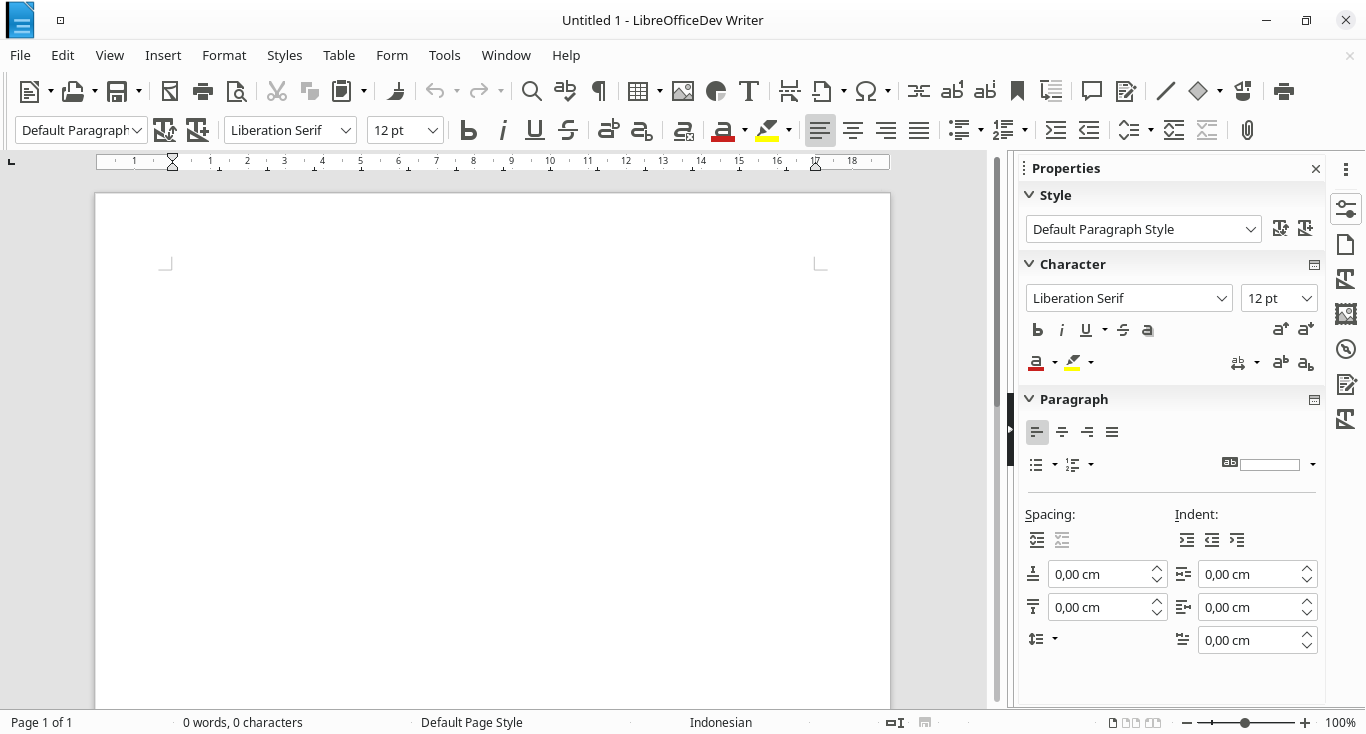 Untitled 1 - LibreOfficeDev Writer
File Edit View Insert Format Styles Table Form Tools Window Help
Default Paragraph Liberation Serif 12 pt
1 1 2 3 4 5 6 7 8 9 10 11 12 13 14 15 16 17 18
Properties
Style
Default Paragraph Style
Character
Liberation Serif 12 pt
Paragraph
Spacing: Indent:
0,00 cm 0,00 cm
0,00 cm 0,00 cm
0,00 cm
Page 1 of 1 0 words, 0 characters Default Page Style Indonesian 100%